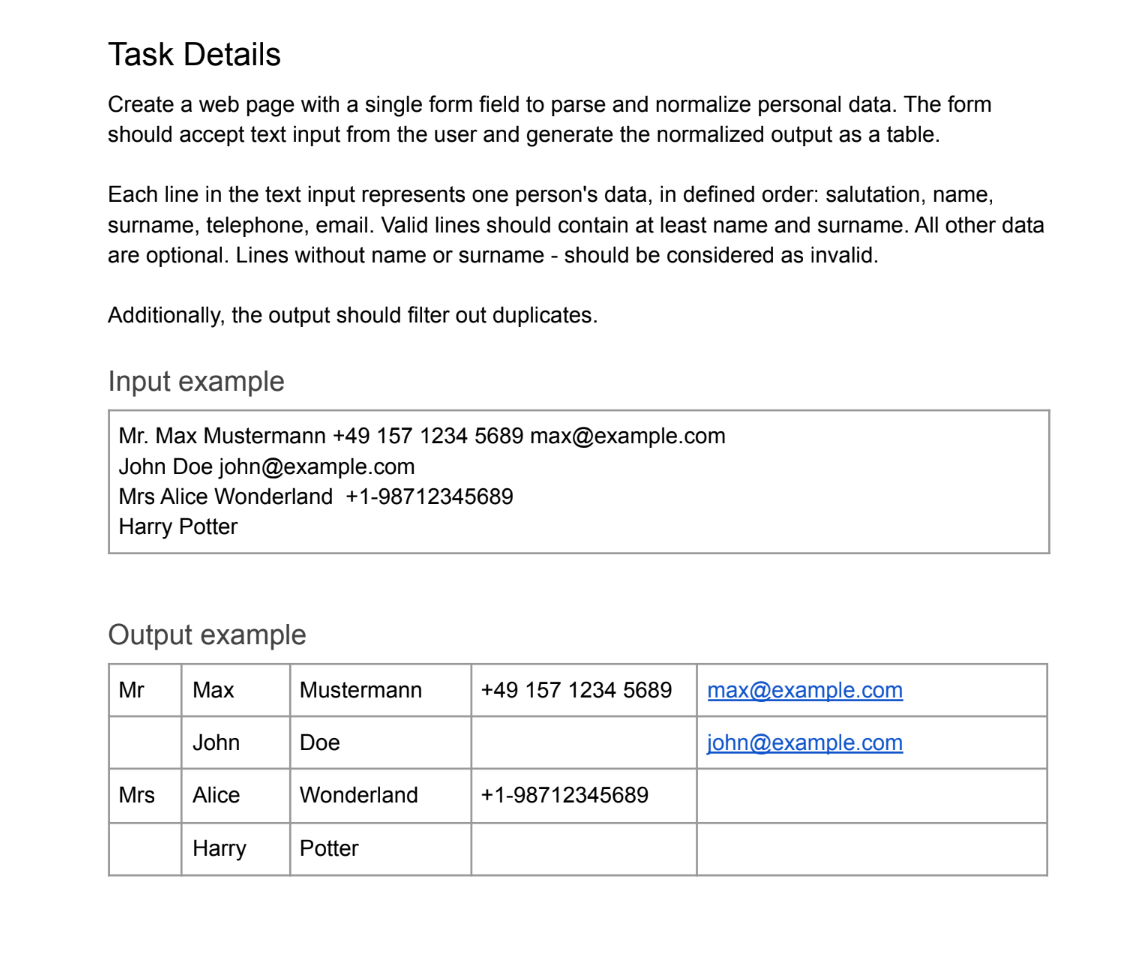 Task Details
Create a web page with a single form field to parse and normalize personal data. The form
should accept text input from the user and generate the normalized output as a table.
Each line in the text input represents one person's data, in defined order: salutation, name,
surname, telephone, email. Valid lines should contain at least name and surname. All other data
are optional. Lines without name or surname - should be considered as invalid.
Additionally, the output should filter out duplicates.
Input example
Mr. Max Mustermann +49 157 1234 5689 max@example.com
John Doe john@example.com
Mrs Alice Wonderland  +1-98712345689
Harry Potter
Output example
Mr Max Mustermann +49 157 1234 5689 max@example.com
John Doe john@example.com
Mrs Alice Wonderland +1-98712345689
Harry Potter